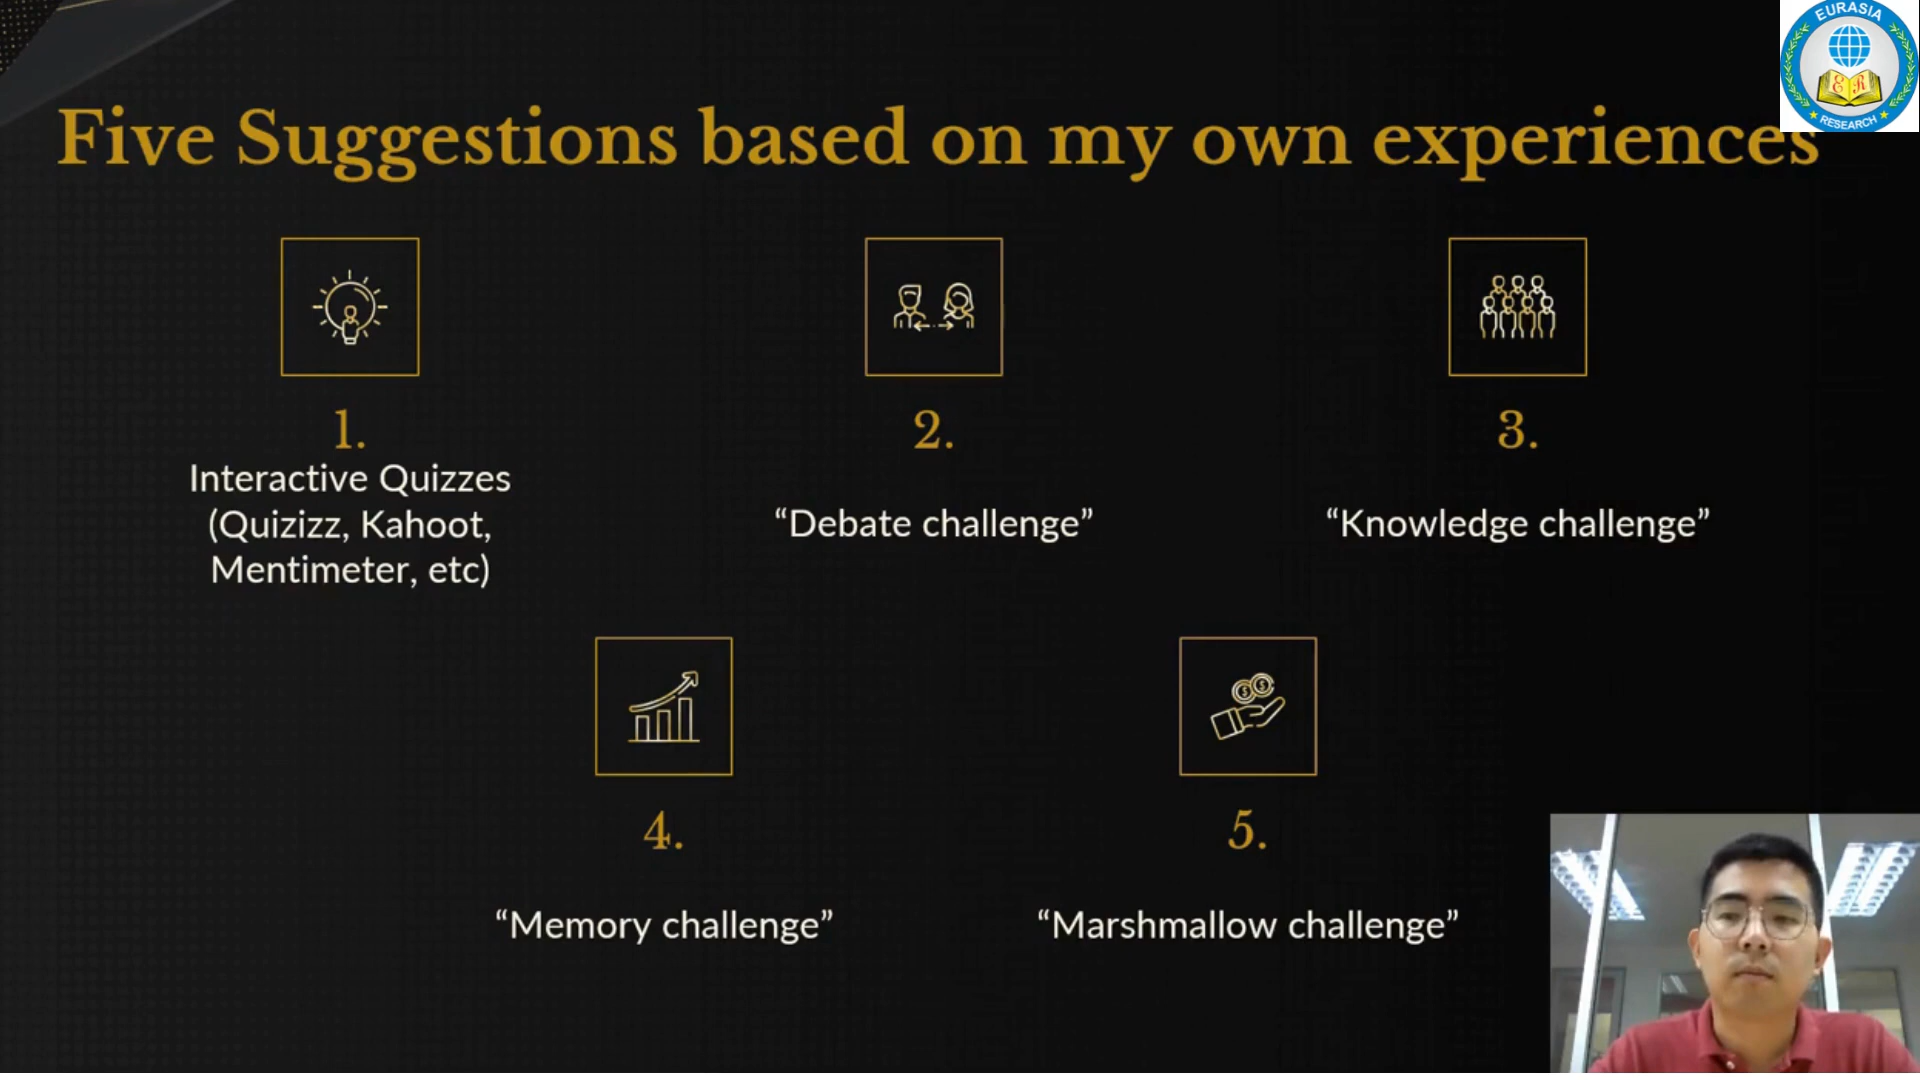 EURASIA
E R
RESEARCH
Five Suggestions based on my own experiences
1.
Interactive Quizzes
(Quizizz, Kahoot,
Mentimeter, etc)
2.
“Debate challenge”
3.
“Knowledge challenge”
4.
“Memory challenge”
5.
“Marshmallow challenge”